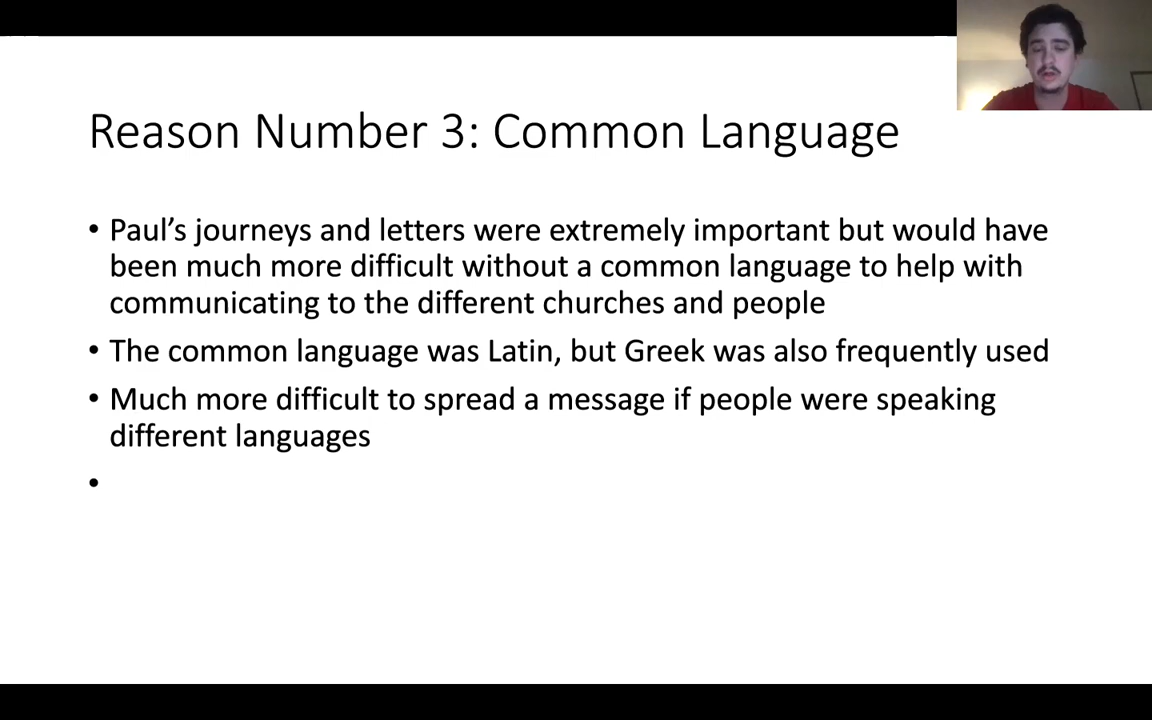 Reason Number 3: Common Language
• Paul’s journeys and letters were extremely important but would have
been much more difficult without a common language to help with
communicating to the different churches and people
• The common language was Latin, but Greek was also frequently used
• Much more difficult to spread a message if people were speaking
different languages
•